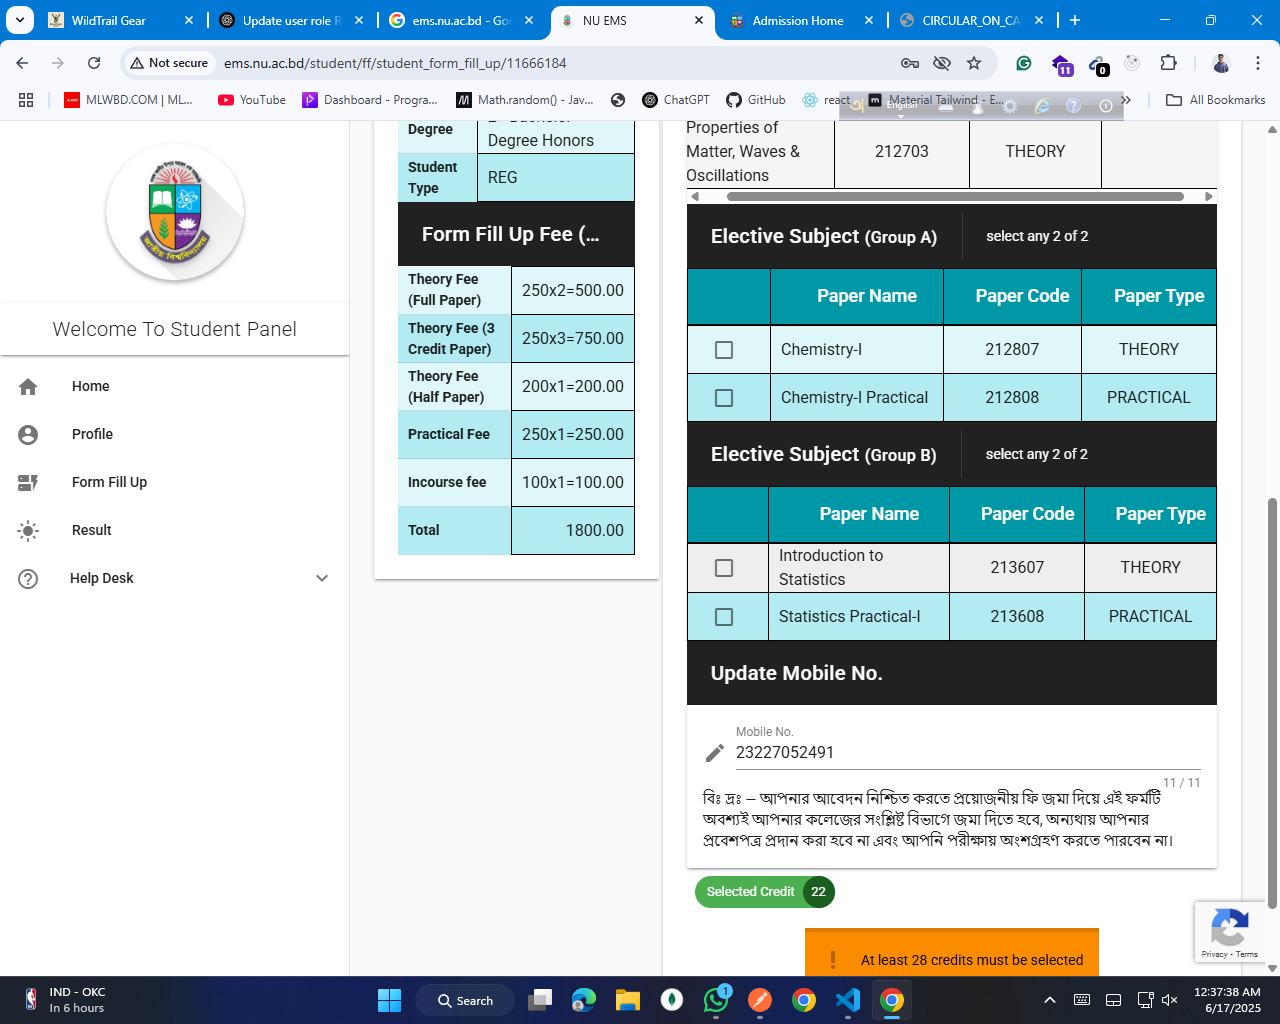 WildTrail Gear
Update user role R
ems.nu.ac.bd - Goo
NU EMS
Admission Home
CIRCULAR_ON_CA
Not secure
ems.nu.ac.bd/student/ff/student_form_fill_up/11666184
11
0
MLWBD.COM | ML...
YouTube
Dashboard - Progra...
Math.random() - Jav...
ChatGPT
GitHub
react
Material Tailwind - E...
English
All Bookmarks
Welcome To Student Panel
Home
Profile
Form Fill Up
Result
Help Desk
Degree
Degree Honors
Student
Type
REG
Form Fill Up Fee (...
Theory Fee
(Full Paper)
250x2=500.00
Theory Fee (3
Credit Paper)
250x3=750.00
Theory Fee
(Half Paper)
200x1=200.00
Practical Fee
250x1=250.00
Incourse fee
100x1=100.00
Total
1800.00
Properties of
Matter, Waves &
Oscillations
212703
THEORY
Elective Subject (Group A)
select any 2 of 2
Paper Name
Paper Code
Paper Type
Chemistry-I
212807
THEORY
Chemistry-I Practical
212808
PRACTICAL
Elective Subject (Group B)
select any 2 of 2
Paper Name
Paper Code
Paper Type
Introduction to
Statistics
213607
THEORY
Statistics Practical-I
213608
PRACTICAL
Update Mobile No.
Mobile No.
23227052491
11 / 11
বিঃ দ্রঃ – আপনার আবেদন নিশ্চিত করতে প্রয়োজনীয় ফি জমা দিয়ে এই ফর্মটি
অবশ্যই আপনার কলেজের সংশ্লিষ্ট বিভাগে জমা দিতে হবে, অন্যথায় আপনার
প্রবেশপত্র প্রদান করা হবে না এবং আপনি পরীক্ষায় অংশগ্রহণ করতে পারবেন না।
Selected Credit
22
At least 28 credits must be selected
Privacy - Terms
IND - OKC
In 6 hours
Search
1
12:37:38 AM
6/17/2025